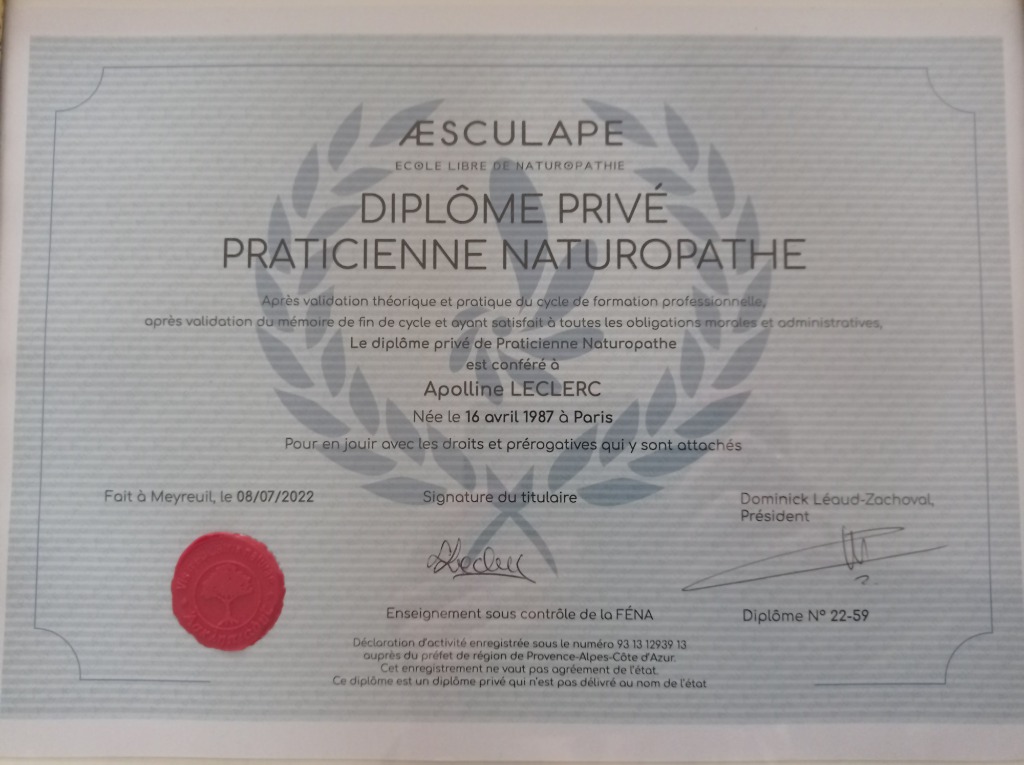 ÆSCULAPE
ECOLE LIBRE DE NATUROPATHIE
DIPLÔME PRIVÉ
PRATICIENNE NATUROPATHE
Après validation théorique et pratique du cycle de formation professionnelle,
après validation du mémoire de fin de cycle et ayant satisfait à toutes les obligations morales et administratives,
Le diplôme privé de Praticienne Naturopathe
est conféré à
Apolline LECLERC
Née le 16 avril 1987 à Paris
Pour en jouir avec les droits et prérogatives qui y sont attachés
Fait à Meyreuil, le 08/07/2022
Signature du titulaire
Dominick Léaud-Zachoval,
Président
Enseignement sous contrôle de la FÉNA
Diplôme N° 22-59
Déclaration d'activité enregistrée sous le numéro 93 13 12939 13
auprès du préfet de région de Provence-Alpes-Côte d'Azur.
Cet enregistrement ne vaut pas agréement de l'état.
Ce diplôme est un diplôme privé qui n'est pas délivré au nom de l'état